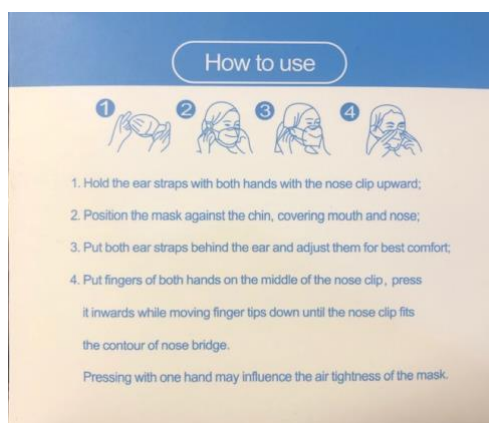 How to use
1 2 3 4
1. Hold the ear straps with both hands with the nose clip upward;
2. Position the mask against the chin, covering mouth and nose;
3. Put both ear straps behind the ear and adjust them for best comfort;
4. Put fingers of both hands on the middle of the nose clip, press
it inwards while moving finger tips down until the nose clip fits
the contour of nose bridge.
Pressing with one hand may influence the air tightness of the mask.